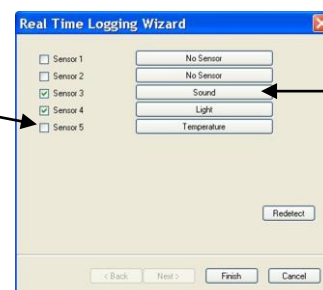 Real Time Logging Wizard
Sensor 1 No Sensor
Sensor 2 No Sensor
Sensor 3 Sound
Sensor 4 Light
Sensor 5 Temperature
Redetect
< Back Next > Finish Cancel